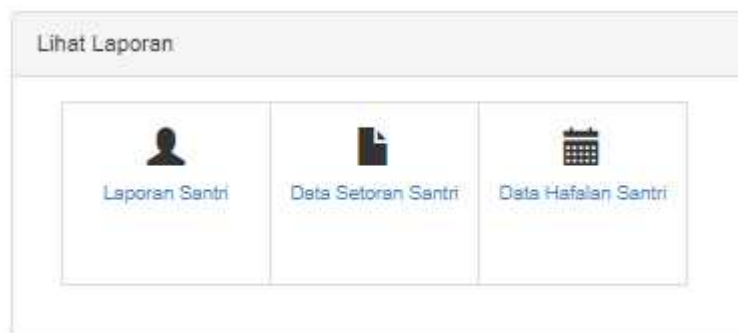 Lihat Laporan
Laporan Santri
Data Setoran Santri
Data Hafalan Santri